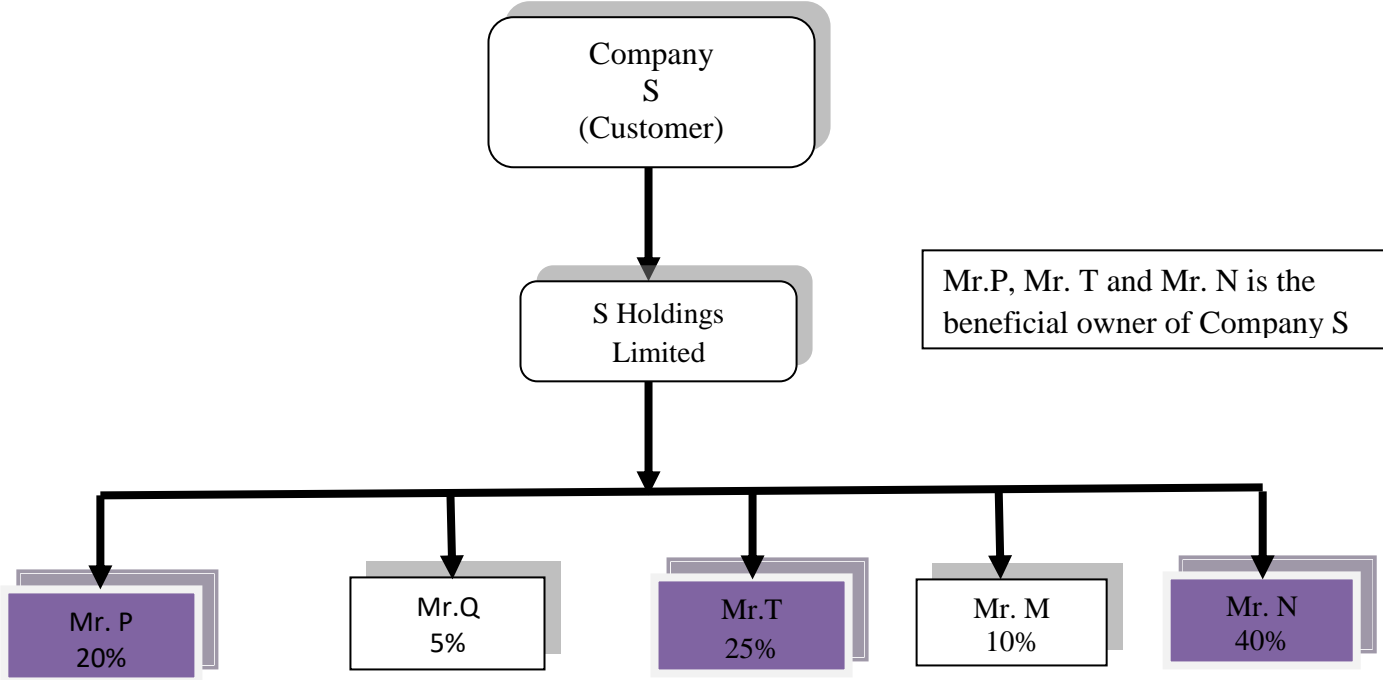 Company
S
(Customer)
S Holdings
Limited
Mr.P, Mr. T and Mr. N is the
beneficial owner of Company S
Mr. P
20%
Mr.Q
5%
Mr.T
25%
Mr. M
10%
Mr. N
40%